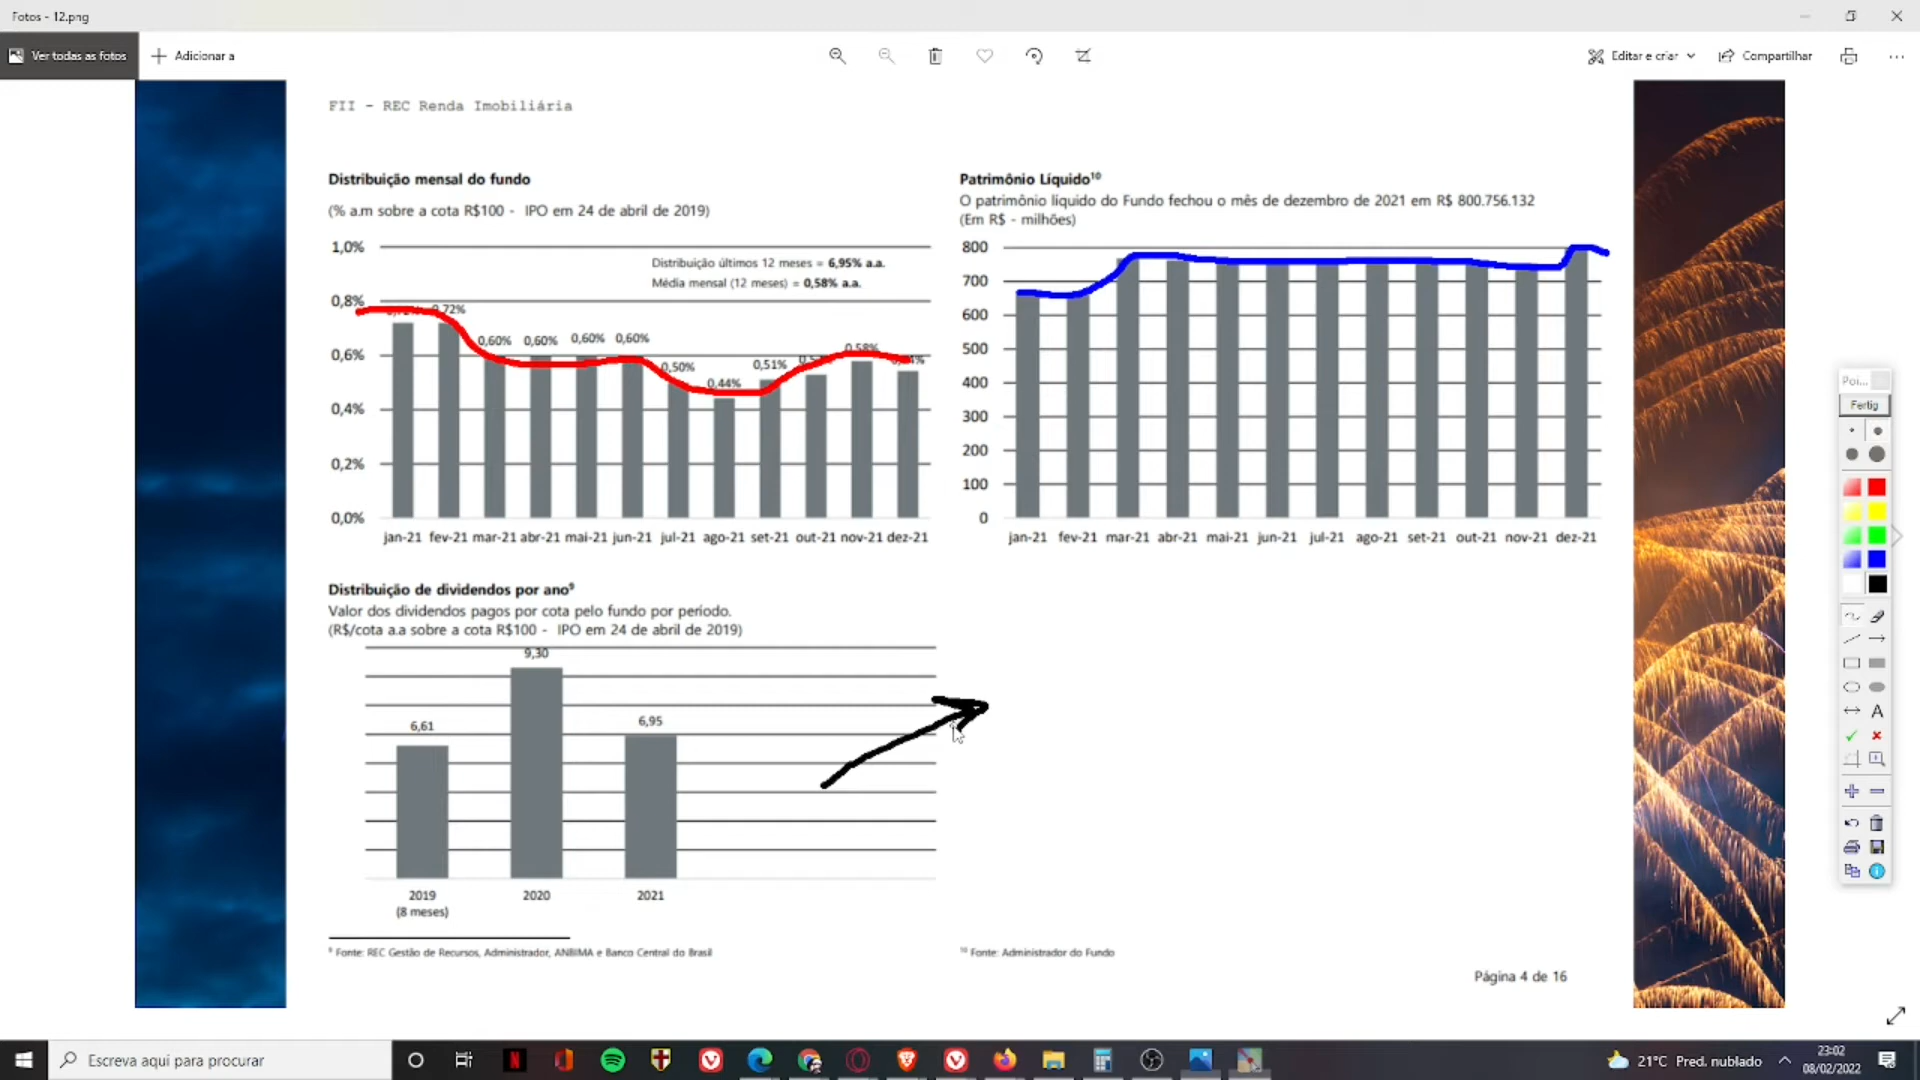 Fotos - 12.png
Ver todas as fotos
Adicionar a
Editar e criar
Compartilhar
FII - REC Renda Imobiliária
Distribuição mensal do fundo
(% a.m sobre a cota R$100 - IPO em 24 de abril de 2019)
1,0%
0,8%
0,6%
0,4%
0,2%
0,0%
Distribuição últimos 12 meses = 6,95% a.a.
Média mensal (12 meses) = 0,58% a.a.
0,72%
0,60%
0,60%
0,60%
0,60%
0,50%
0,44%
0,51%
0,58%
jan-21 fev-21 mar-21 abr-21 mai-21 jun-21 jul-21 ago-21 set-21 out-21 nov-21 dez-21
Patrimônio Líquido¹⁰
O patrimônio líquido do Fundo fechou o mês de dezembro de 2021 em R$ 800.756.132
(Em R$ - milhões)
800
700
600
500
400
300
200
100
0
jan-21 fev-21 mar-21 abr-21 mai-21 jun-21 jul-21 ago-21 set-21 out-21 nov-21 dez-21
Distribuição de dividendos por ano⁹
Valor dos dividendos pagos por cota pelo fundo por período.
(R$/cota a.a sobre a cota R$100 - IPO em 24 de abril de 2019)
9,30
6,61
6,95
2019
(8 meses)
2020
2021
⁹ Fonte: REC Gestão de Recursos, Administrador, ANBIMA e Banco Central do Brasil
¹⁰ Fonte: Administrador do Fundo
Página 4 de 16
Poi...
Fertig
A
Escreva aqui para procurar
21°C Pred. nublado
23:02
08/02/2022